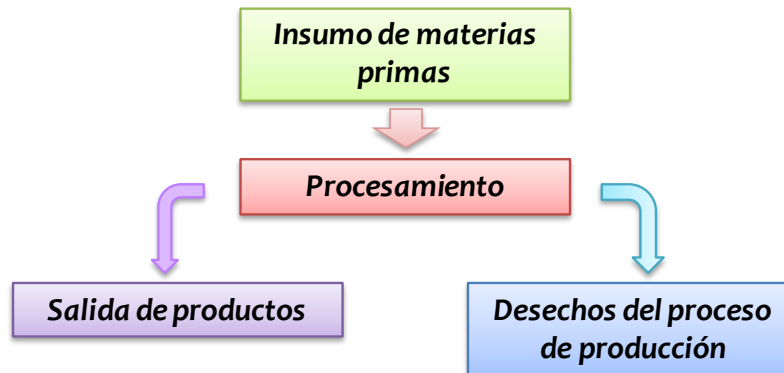 Insumo de materias
primas
Procesamiento
Salida de productos
Desechos del proceso
de producción